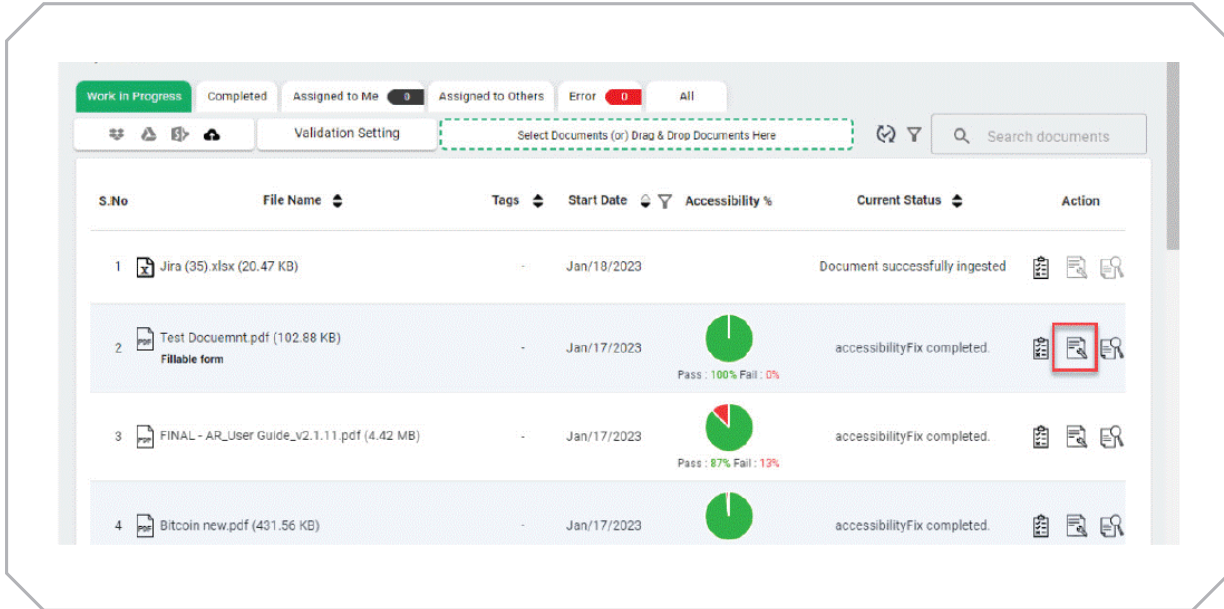 Work in Progress Completed Assigned to Me 0 Assigned to Others Error 0 All
Validation Setting Select Documents (or) Drag & Drop Documents Here Search documents
S.No File Name Tags Start Date Accessibility % Current Status Action
1 Jira (35).xlsx (20.47 KB) - Jan/18/2023 Document successfully ingested
2 PDF Test Docuemnt.pdf (102.88 KB) - Jan/17/2023 accessibilityFix completed.
Fillable form
Pass : 100% Fail : 0%
3 PDF FINAL - AR_User Guide_v2.1.11.pdf (4.42 MB) - Jan/17/2023 accessibilityFix completed.
Pass : 87% Fail : 13%
4 PDF Bitcoin new.pdf (431.56 KB) - Jan/17/2023 accessibilityFix completed.